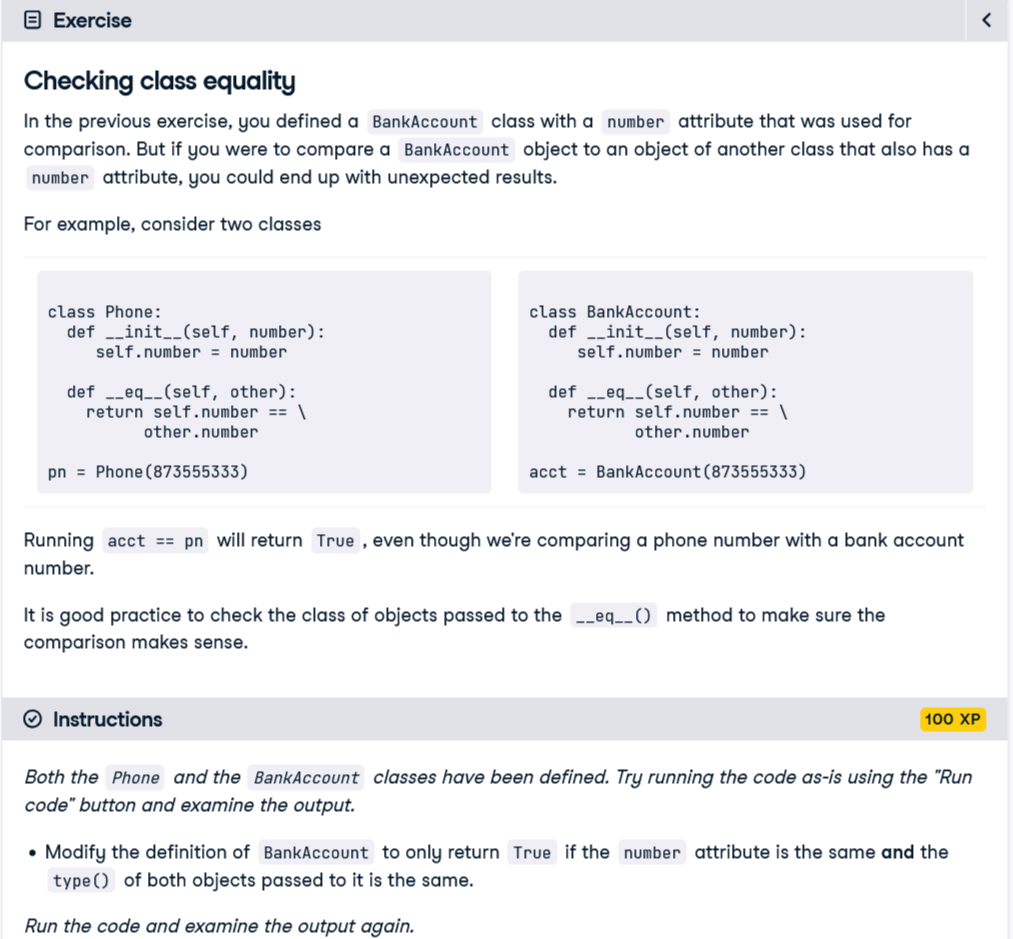 Exercise
Checking class equality
In the previous exercise, you defined a BankAccount class with a number attribute that was used for
comparison. But if you were to compare a BankAccount object to an object of another class that also has a
number attribute, you could end up with unexpected results.
For example, consider two classes
class Phone:
  def __init__(self, number):
     self.number = number
  def __eq__(self, other):
    return self.number == \
          other.number
pn = Phone(873555333)
class BankAccount:
  def __init__(self, number):
     self.number = number
  def __eq__(self, other):
    return self.number == \
           other.number
acct = BankAccount(873555333)
Running acct == pn will return True , even though we're comparing a phone number with a bank account
number.
It is good practice to check the class of objects passed to the __eq__() method to make sure the
comparison makes sense.
Instructions
100 XP
Both the Phone and the BankAccount classes have been defined. Try running the code as-is using the "Run
code" button and examine the output.
• Modify the definition of BankAccount to only return True if the number attribute is the same and the
type() of both objects passed to it is the same.
Run the code and examine the output again.